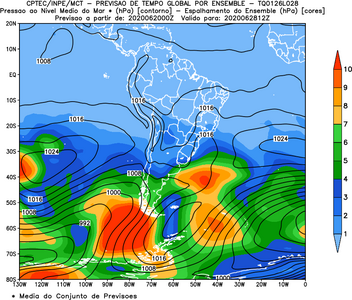 CPTEC/INPE/MCT - PREVISAO DE TEMPO GLOBAL POR ENSEMBLE - TQ0126L028
Pressao ao Nivel Medio do Mar * (hPa) [contorno] - Espalhamento do Ensemble (hPa) [cores]
Previsao a partir de: 2020062000Z Valido para: 2020062812Z
20N
10N
EQ
10S
20S
30S
40S
50S
60S
70S
80S
1008
1016
1016
1016
1016
1024
1024
1008
1000
1016
1008
992
1016
1008
1000
10
9
8
7
6
5
4
3
2
1
130W 120W 110W 100W 90W 80W 70W 60W 50W 40W 30W 20W 10W 0
* Media do Conjunto de Previsoes